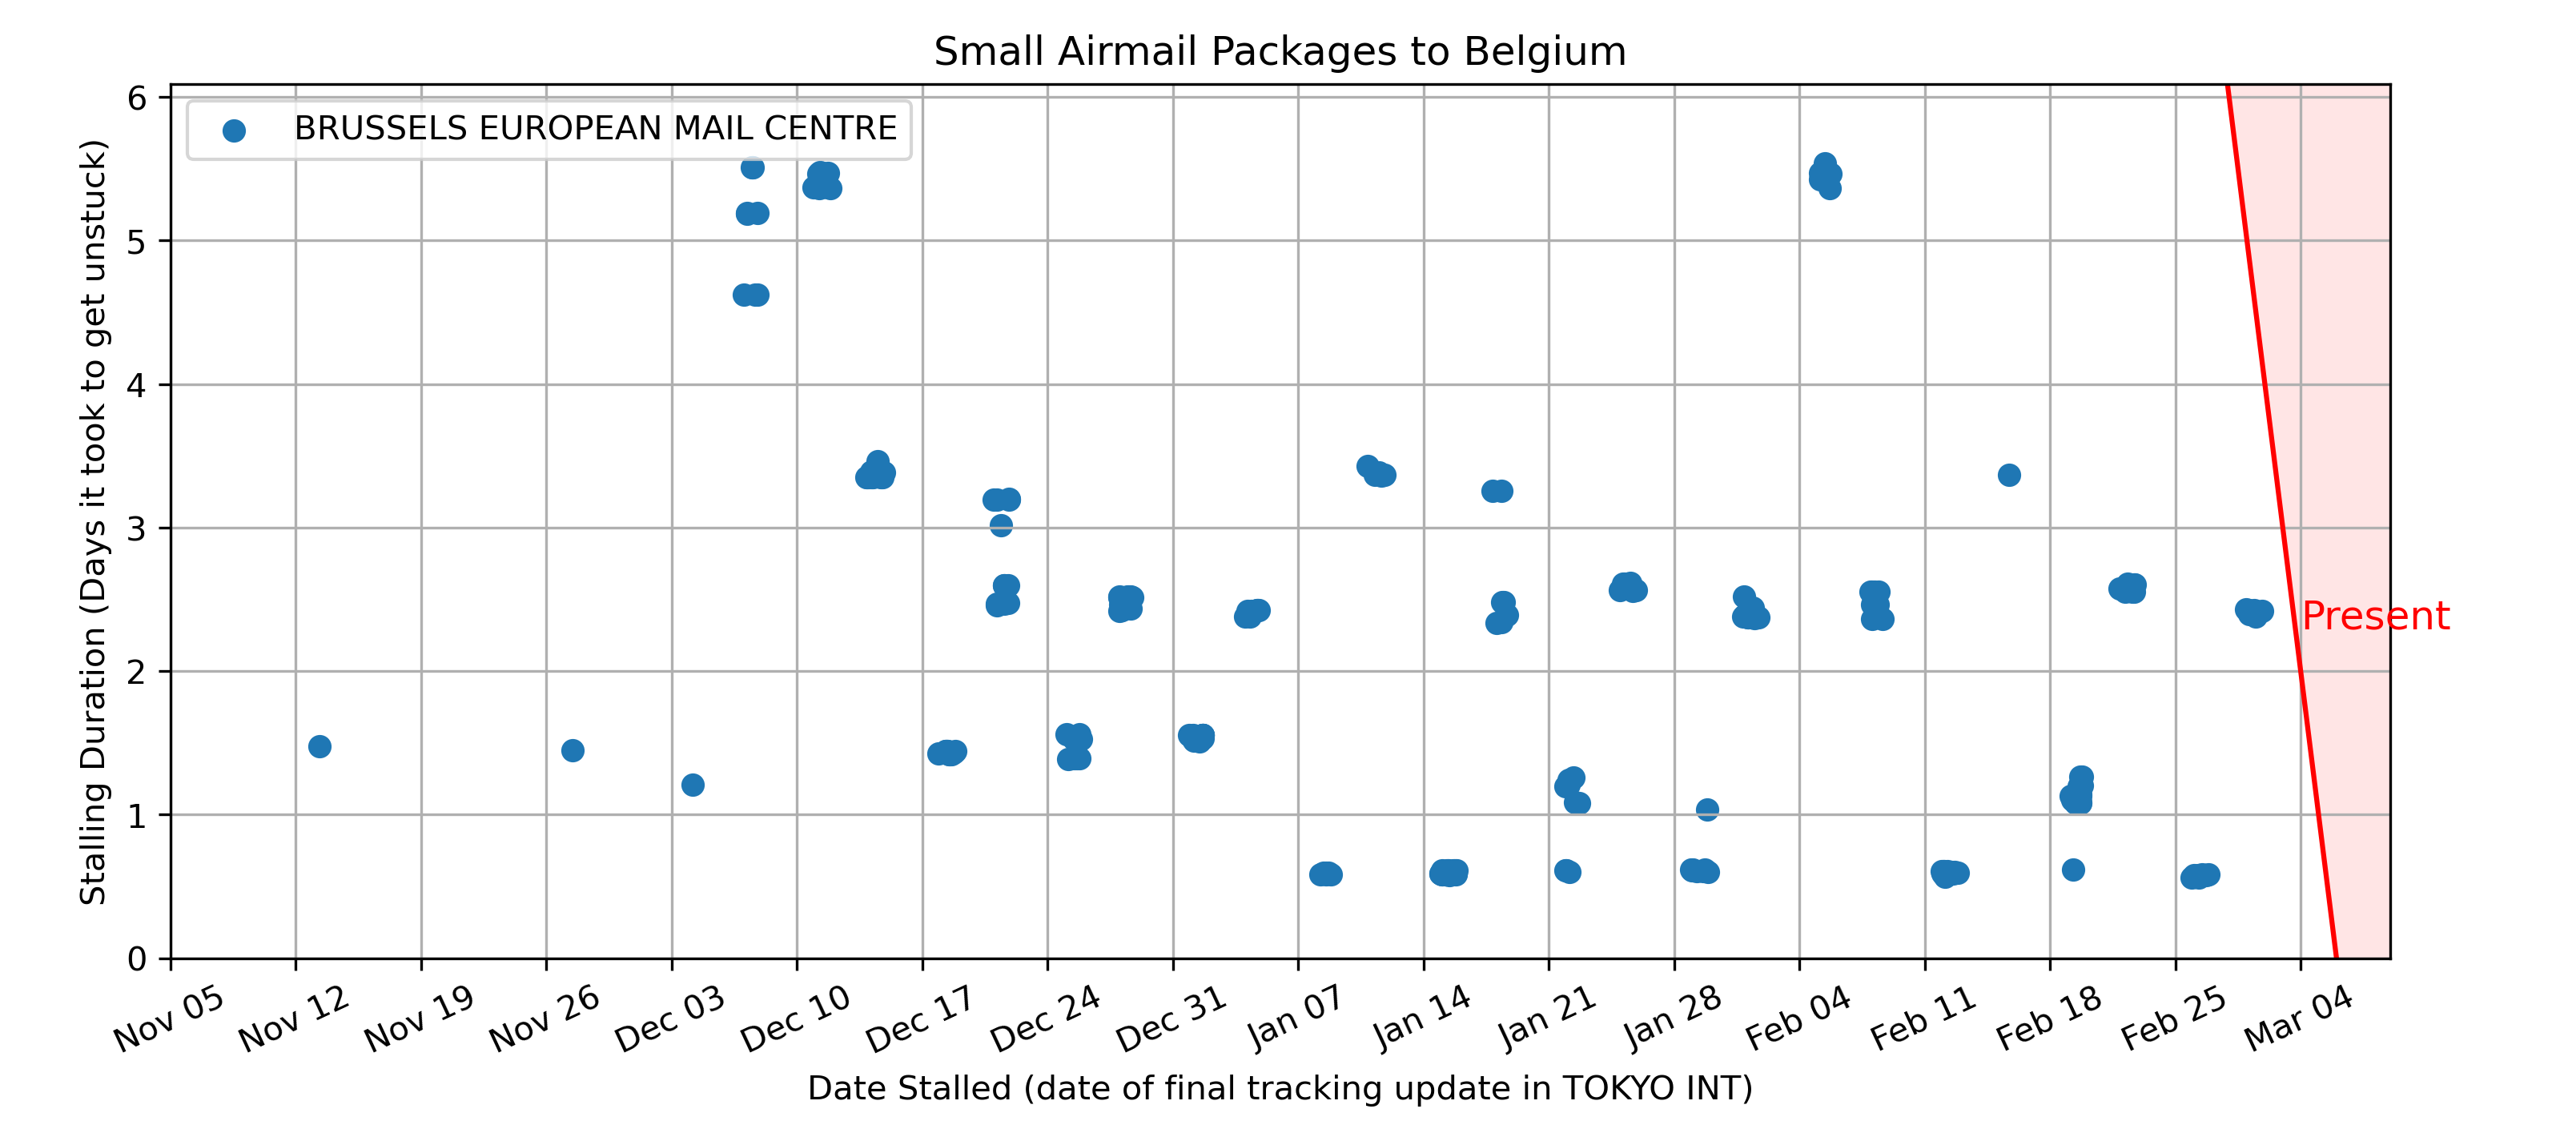 Small Airmail Packages to Belgium
BRUSSELS EUROPEAN MAIL CENTRE
Stalling Duration (Days it took to get unstuck)
6
5
4
3
2
1
0
Present
Nov 05
Nov 12
Nov 19
Nov 26
Dec 03
Dec 10
Dec 17
Dec 24
Dec 31
Jan 07
Jan 14
Jan 21
Jan 28
Feb 04
Feb 11
Feb 18
Feb 25
Mar 04
Date Stalled (date of final tracking update in TOKYO INT)